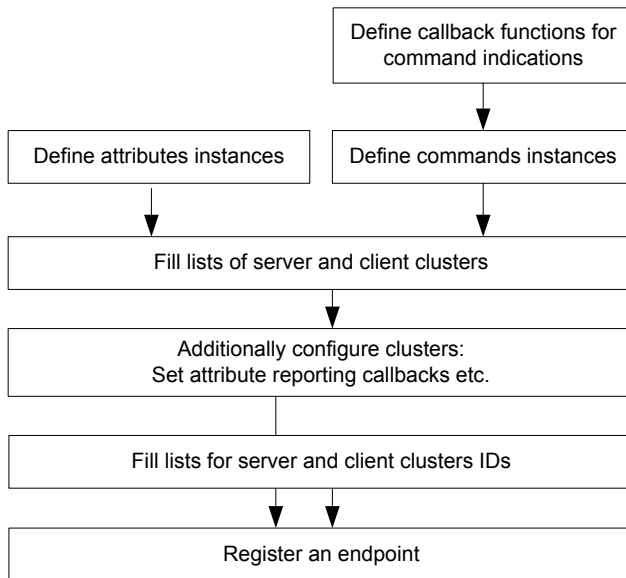 Define callback functions for
command indications
Define attributes instances
Define commands instances
Fill lists of server and client clusters
Additionally configure clusters:
Set attribute reporting callbacks etc.
Fill lists for server and client clusters IDs
Register an endpoint